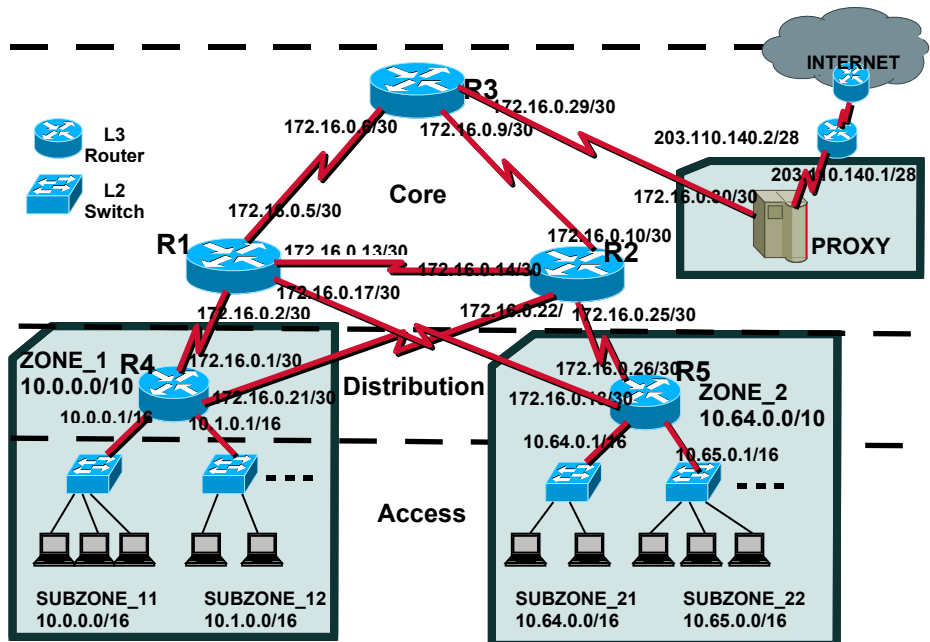 INTERNET
R3
172.16.0.29/30
172.16.0.6/30
172.16.0.9/30
203.110.140.2/28
L3
Router
L2
Switch
Core
203.110.140.1/28
172.16.0.30/30
172.16.0.5/30
R1
172.16.0.13/30
172.16.0.10/30
R2
PROXY
172.16.0.14/30
172.16.0.17/30
172.16.0.22/
172.16.0.2/30
172.16.0.25/30
ZONE_1
10.0.0.0/10
R4
172.16.0.1/30
Distribution
172.16.0.26/30
R5
ZONE_2
10.64.0.0/10
172.16.0.21/30
172.16.0.18/30
10.0.0.1/16
10.1.0.1/16
10.64.0.1/16
10.65.0.1/16
Access
SUBZONE_11
10.0.0.0/16
SUBZONE_12
10.1.0.0/16
SUBZONE_21
10.64.0.0/16
SUBZONE_22
10.65.0.0/16